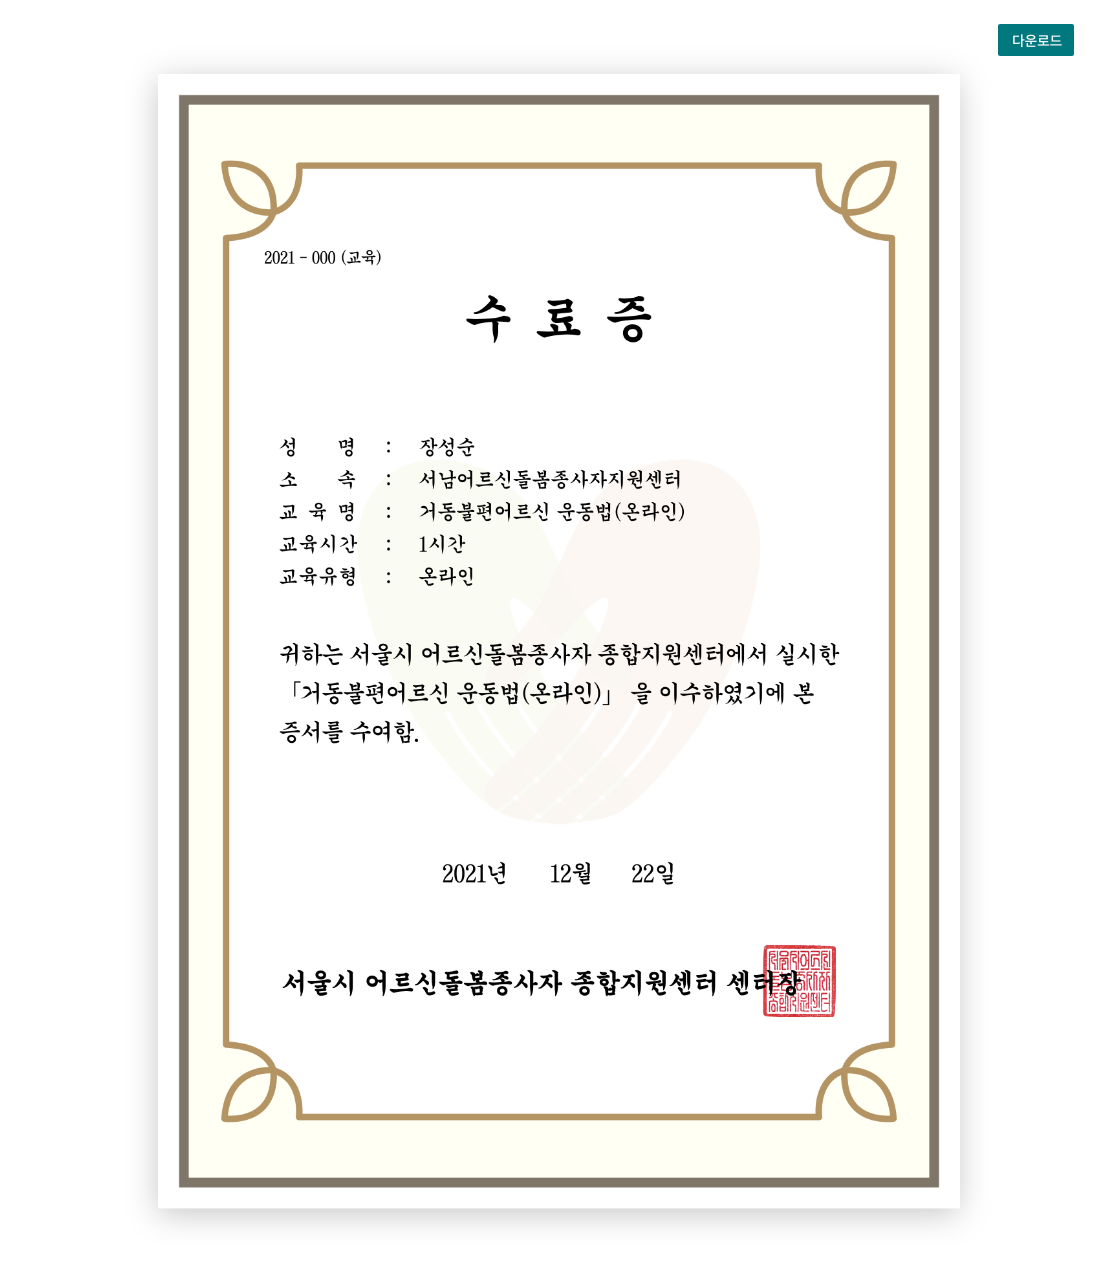 다운로드
2021 - 000 (교육)
수 료 증
성 명 : 장성순
소 속 : 서남어르신돌봄종사자지원센터
교 육 명 : 거동불편어르신 운동법(온라인)
교육시간 : 1시간
교육유형 : 온라인
귀하는 서울시 어르신돌봄종사자 종합지원센터에서 실시한
「거동불편어르신 운동법(온라인)」 을 이수하였기에 본
증서를 수여함.
2021년 12월 22일
서울시 어르신돌봄종사자 종합지원센터 센터장